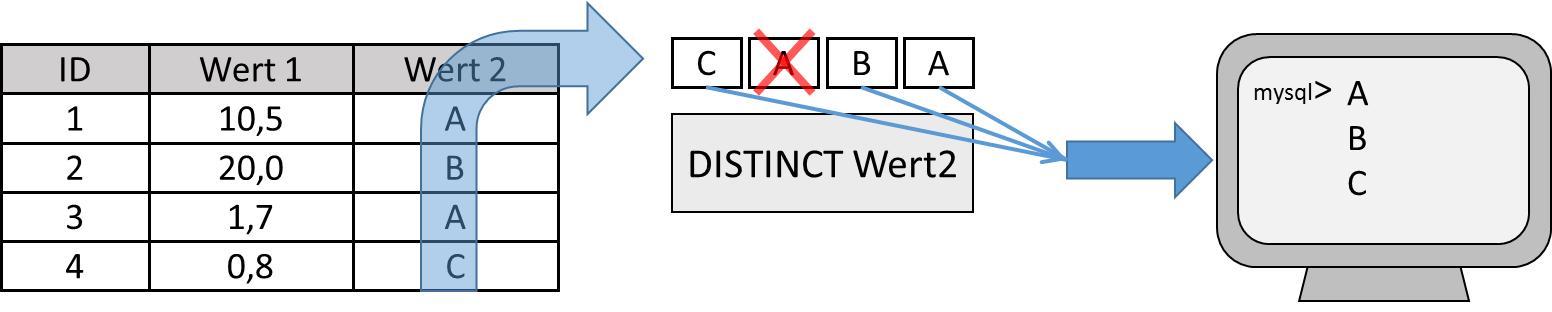 ID Wert 1 Wert 2
1 10,5 A
2 20,0 B
3 1,7 A
4 0,8 C
C A B A
DISTINCT Wert2
mysql> A
B
C